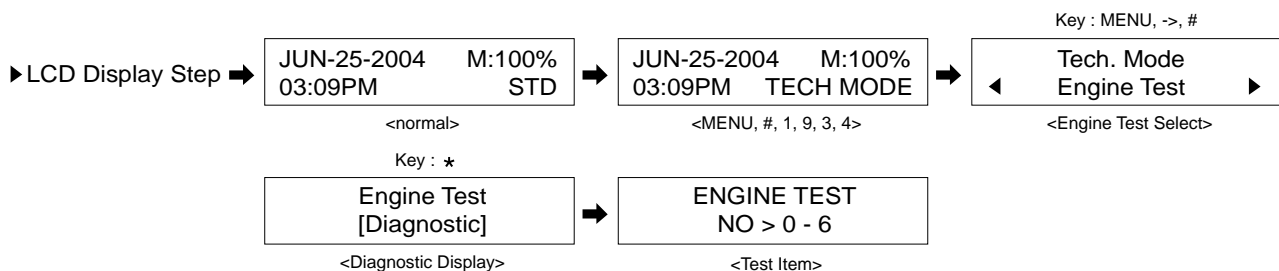 Key : MENU, ->, #
▶LCD Display Step
JUN-25-2004 M:100%
03:09PM STD
<normal>
JUN-25-2004 M:100%
03:09PM TECH MODE
<MENU, #, 1, 9, 3, 4>
Tech. Mode
◀ Engine Test ▶
<Engine Test Select>
Key : *
Engine Test
[Diagnostic]
<Diagnostic Display>
ENGINE TEST
NO > 0 - 6
<Test Item>